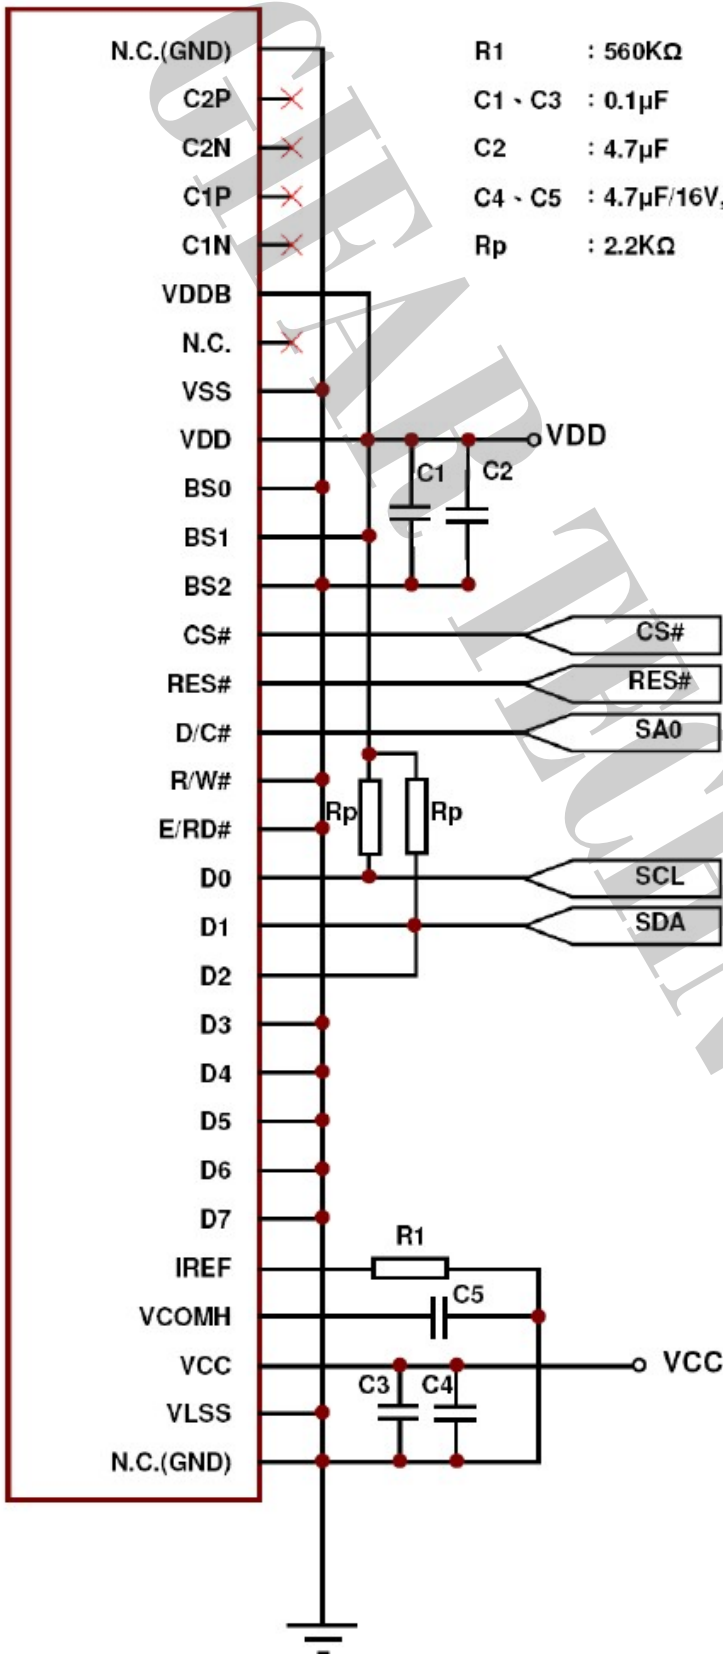 N.C.(GND)
C2P
C2N
C1P
C1N
VDDB
N.C.
VSS
VDD
BS0
BS1
BS2
CS#
RES#
D/C#
R/W#
E/RD#
D0
D1
D2
D3
D4
D5
D6
D7
IREF
VCOMH
VCC
VLSS
N.C.(GND)
R1 : 560KΩ
C1、C3 : 0.1μF
C2 : 4.7μF
C4、C5 : 4.7μF/16V,
Rp : 2.2KΩ
VDD
C1
C2
CS#
RES#
SA0
Rp
Rp
SCL
SDA
R1
C5
VCC
C3
C4